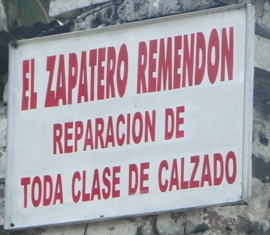 EL ZAPATERO REMENDON
REPARACION DE
TODA CLASE DE CALZADO